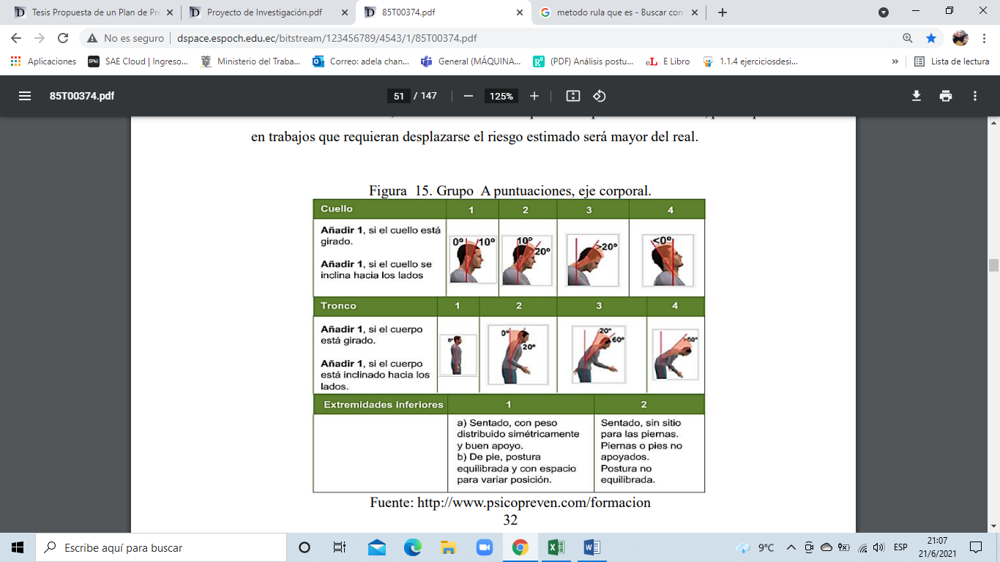 Tesis Propuesta de un Plan de Pre
Proyecto de Investigación.pdf
85T00374.pdf
metodo rula que es - Buscar con
No es seguro
dspace.espoch.edu.ec/bitstream/123456789/4543/1/85T00374.pdf
Aplicaciones
SAE Cloud | Ingreso...
Ministerio del Traba...
Correo: adela chan...
General (MÁQUINA...
(PDF) Análisis postu...
E Libro
1.1.4 ejerciciosdesi...
»
Lista de lectura
85T00374.pdf
51 / 147
125%
en trabajos que requieran desplazarse el riesgo estimado será mayor del real.
Figura 15. Grupo A puntuaciones, eje corporal.
Cuello 1 2 3 4
Añadir 1, si el cuello está
girado.
Añadir 1, si el cuello se
inclina hacia los lados
0º 10º
10º 20º
>20º
<0º
Tronco 1 2 3 4
Añadir 1, si el cuerpo
está girado.
Añadir 1, si el cuerpo
está inclinado hacia los
lados.
0º
0º 20º
20º 60º
>60º
Extremidades inferiores 1 2
a) Sentado, con peso
distribuido simétricamente
y buen apoyo.
b) De pie, postura
equilibrada y con espacio
para variar posición.
Sentado, sin sitio
para las piernas.
Piernas o pies no
apoyados.
Postura no
equilibrada.
Fuente: http://www.psicopreven.com/formacion
32
Escribe aquí para buscar
9°C
ESP
21:07
21/6/2021